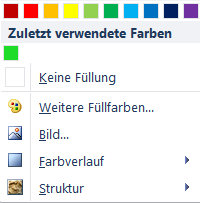 Zuletzt verwendete Farben
Keine Füllung
Weitere Füllfarben...
Bild...
Farbverlauf
Struktur